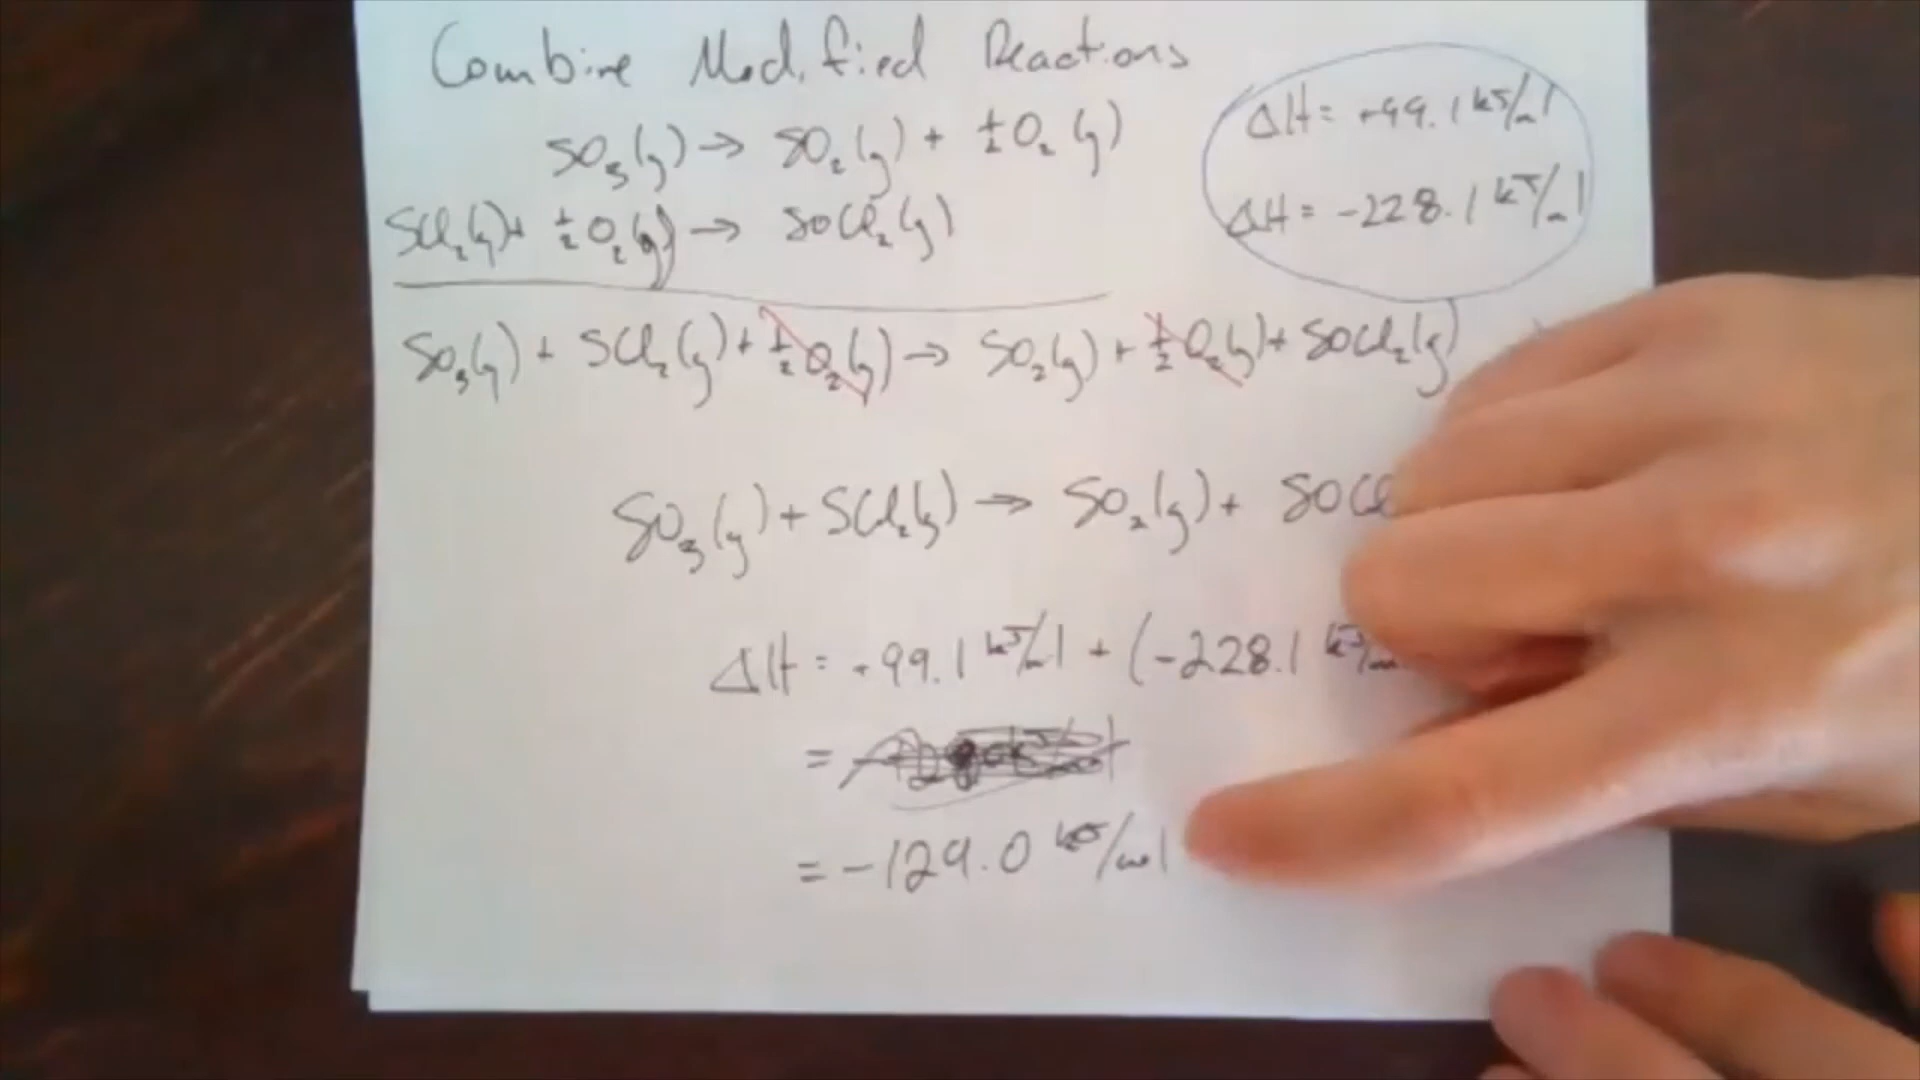 Combine Modified Reactions
SO₃(g) → SO₂(g) + ½O₂(g)
ΔH = +99.1 kJ/mol
SCl₂(g) + ½O₂(g) → SOCl₂(g)
ΔH = -228.1 kJ/mol
SO₃(g) + SCl₂(g) + ½O₂(g) → SO₂(g) + ½O₂(g) + SOCl₂(g)
SO₃(g) + SCl₂(g) → SO₂(g) + SOCl
ΔH = +99.1 kJ/mol + (-228.1 kJ/m
=
= -129.0 kJ/mol